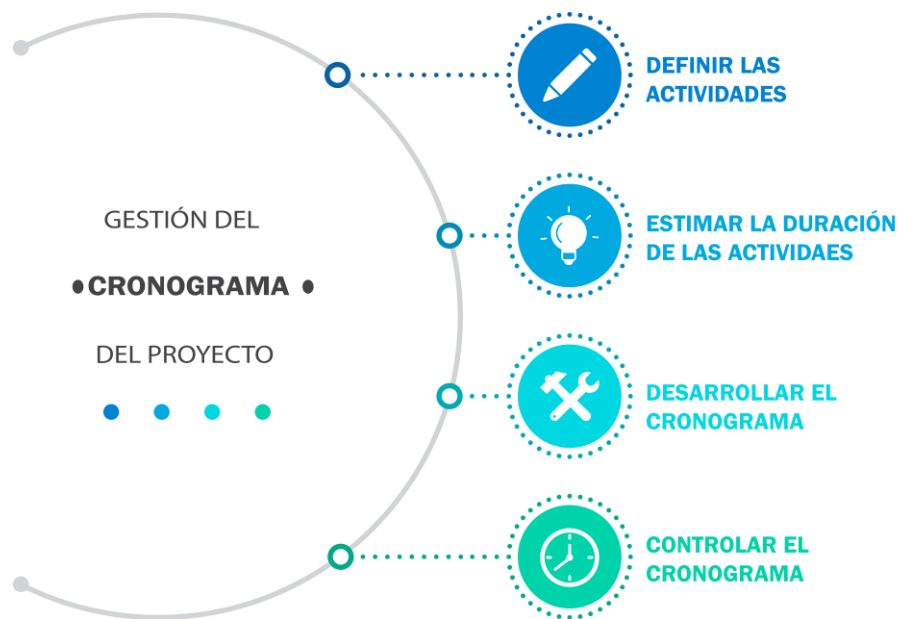 GESTIÓN DEL
•CRONOGRAMA •
DEL PROYECTO
DEFINIR LAS
ACTIVIDADES
ESTIMAR LA DURACIÓN
DE LAS ACTIVIDAES
DESARROLLAR EL
CRONOGRAMA
CONTROLAR EL
CRONOGRAMA